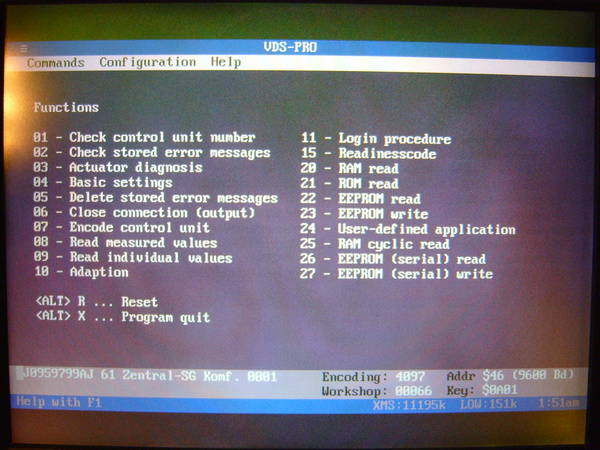 VDS-PRO
≡ Commands Configuration Help
Functions
01 - Check control unit number
02 - Check stored error messages
03 - Actuator diagnosis
04 - Basic settings
05 - Delete stored error messages
06 - Close connection (output)
07 - Encode control unit
08 - Read measured values
09 - Read individual values
10 - Adaption
11 - Login procedure
15 - Readinesscode
20 - RAM read
21 - ROM read
22 - EEPROM read
23 - EEPROM write
24 - User-defined application
25 - RAM cyclic read
26 - EEPROM (serial) read
27 - EEPROM (serial) write
<ALT> R ... Reset
<ALT> X ... Program quit
J0959799AJ 61 Zentral-SG Komf. 0001
Encoding: 4097 Addr $46 (9600 Bd)
Workshop: 00066 Key: $0A01
Help with F1 XMS:11195k LOW:151k 1:51am